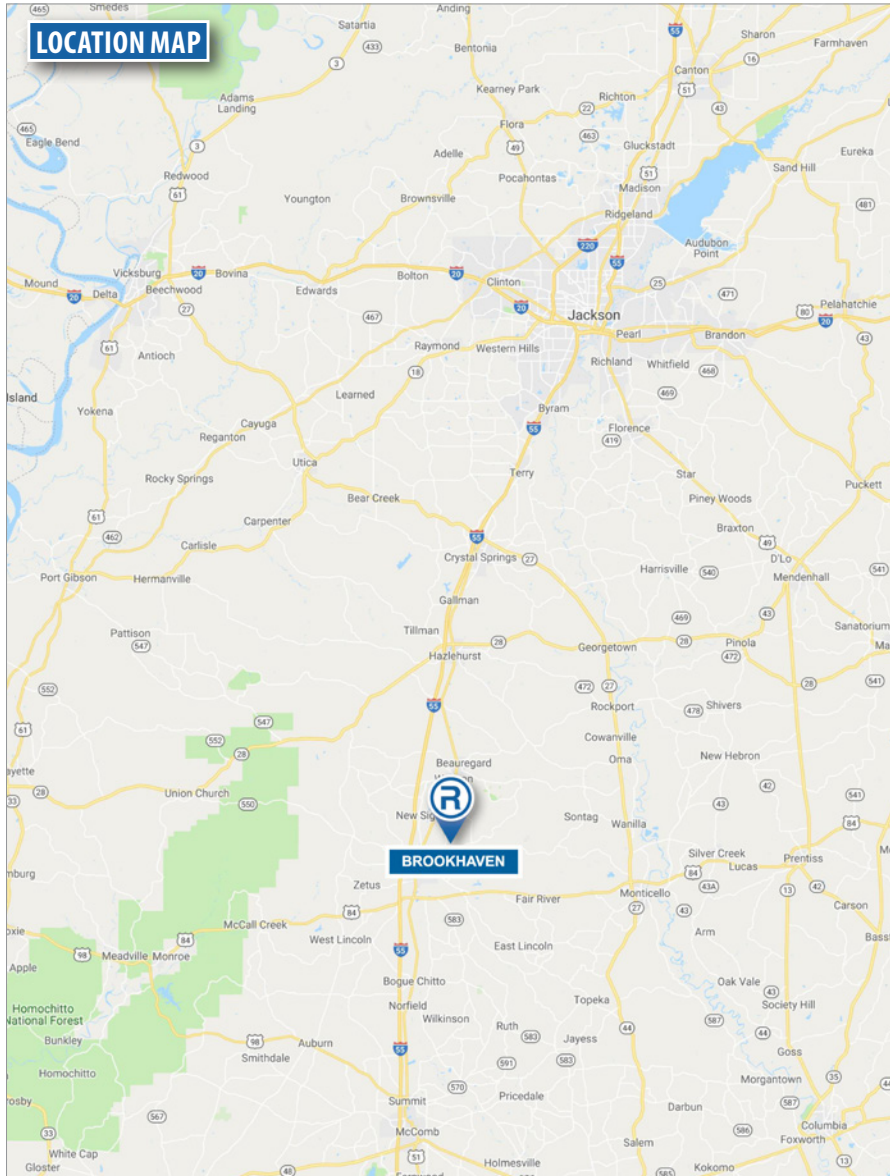 LOCATION MAP
Smedes
Anding
Satartia
Sharon
Farmhaven
Bentonia
Canton
Kearney Park
Richton
Adams
Landing
Flora
Eagle Bend
Gluckstadt
Eureka
Adelle
Sand Hill
Redwood
Pocahontas
Madison
Youngton
Brownsville
Ridgeland
Audubon
Point
Vicksburg
Bovina
Bolton
Clinton
Mound
Delta
Beechwood
Edwards
Pelahatchie
Jackson
Pearl
Brandon
Raymond
Western Hills
Antioch
Richland
Whitfield
Island
Learned
Byram
Yokena
Cayuga
Florence
Reganton
Utica
Terry
Star
Rocky Springs
Puckett
Bear Creek
Piney Woods
Carpenter
Braxton
Carlisle
D'Lo
Crystal Springs
Port Gibson
Hermanville
Harrisville
Mendenhall
Gallman
Pattison
Tillman
Sanatorium
Georgetown
Pinola
Hazlehurst
Rockport
Shivers
Cowanville
Beauregard
Oma
New Hebron
Union Church
R
New Sig
Sontag
Wanilla
BROOKHAVEN
Silver Creek
Lucas
Prentiss
Zetus
Fair River
Monticello
McCall Creek
Carson
West Lincoln
East Lincoln
Arm
Meadville
Monroe
Apple
Bogue Chitto
Oak Vale
Homochitto
National Forest
Norfield
Topeka
Society Hill
Wilkinson
Ruth
Bunkley
Auburn
Jayess
Smithdale
Goss
Homochitto
Morgantown
Summit
Pricedale
Darbun
Columbia
McComb
Salem
Foxworth
White Cap
Gloster
Holmesville
Kokomo